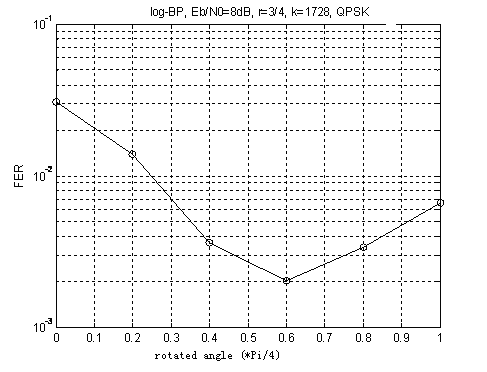 log-BP, Eb/N0=8dB, r=3/4, k=1728, QPSK
10^-1
10^-2
10^-3
FER
0 0.1 0.2 0.3 0.4 0.5 0.6 0.7 0.8 0.9 1
rotated angle (*Pi/4)